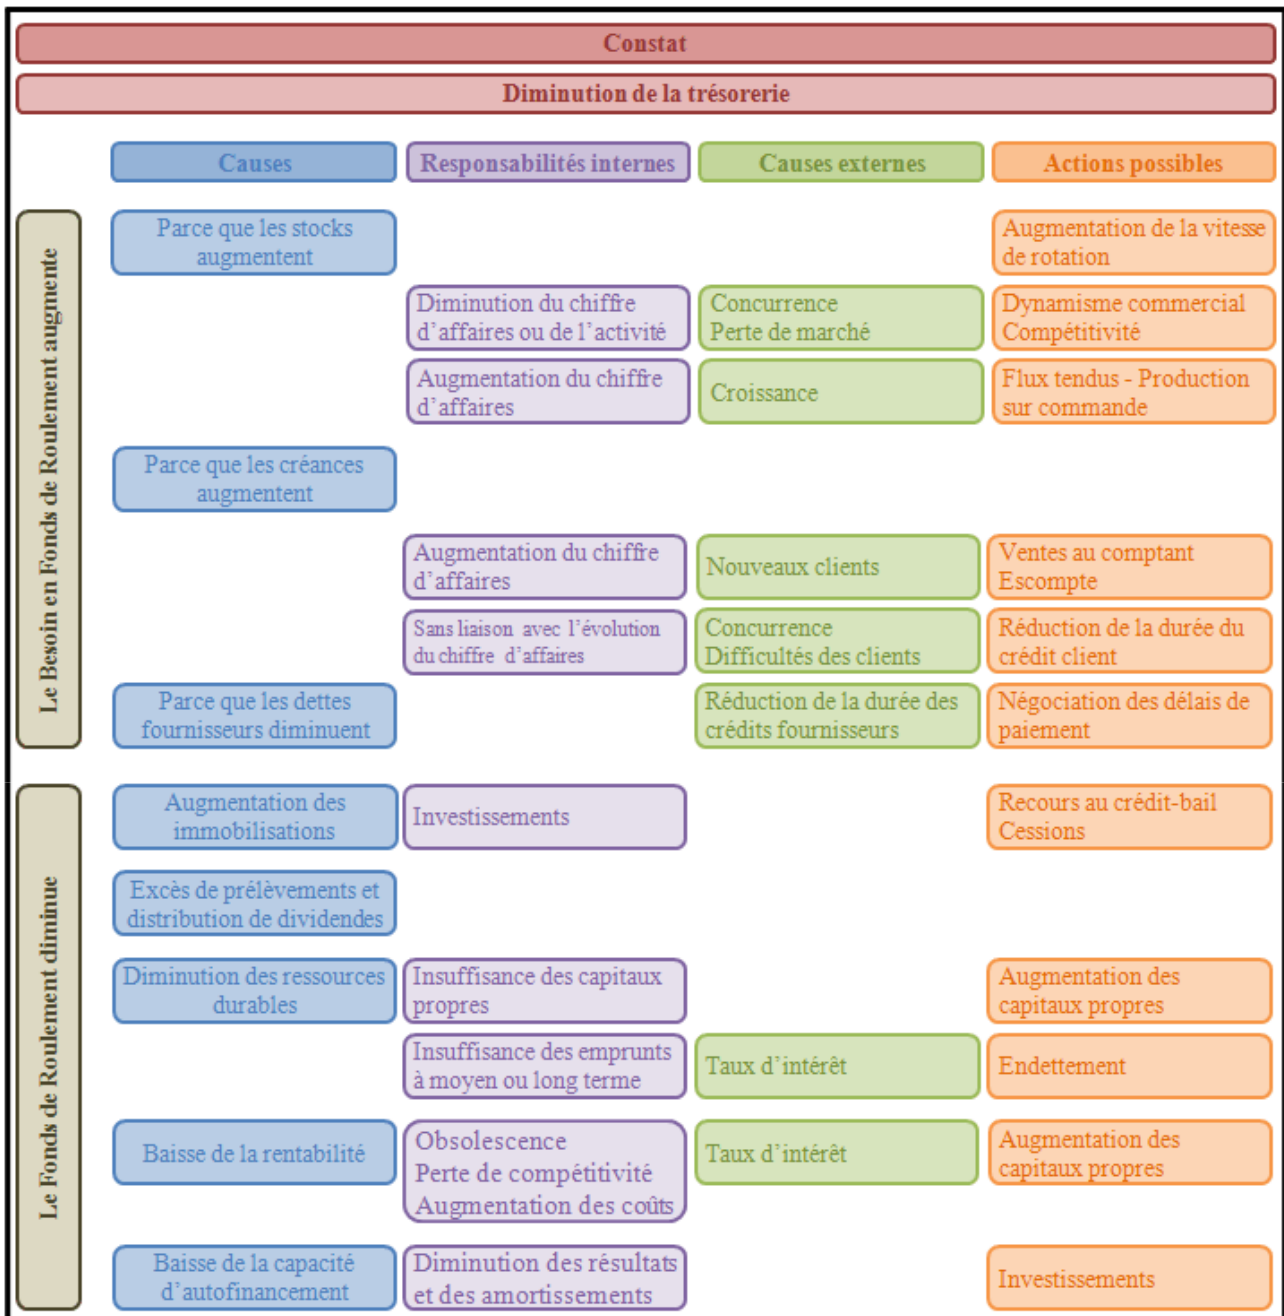 Constat
Diminution de la trésorerie
Causes
Responsabilités internes
Causes externes
Actions possibles
Le Besoin en Fonds de Roulement augmente
Parce que les stocks
augmentent
Augmentation de la vitesse
de rotation
Diminution du chiffre
d'affaires ou de l'activité
Concurrence
Perte de marché
Dynamisme commercial
Compétitivité
Augmentation du chiffre
d'affaires
Croissance
Flux tendus - Production
sur commande
Parce que les créances
augmentent
Augmentation du chiffre
d'affaires
Nouveaux clients
Ventes au comptant
Escompte
Sans liaison avec l'évolution
du chiffre d'affaires
Concurrence
Difficultés des clients
Réduction de la durée du
crédit client
Parce que les dettes
fournisseurs diminuent
Réduction de la durée des
crédits fournisseurs
Négociation des délais de
paiement
Le Fonds de Roulement diminue
Augmentation des
immobilisations
Investissements
Recours au crédit-bail
Cessions
Excès de prélèvements et
distribution de dividendes
Diminution des ressources
durables
Insuffisance des capitaux
propres
Augmentation des
capitaux propres
Insuffisance des emprunts
à moyen ou long terme
Taux d'intérêt
Endettement
Baisse de la rentabilité
Obsolescence
Perte de compétitivité
Augmentation des coûts
Taux d'intérêt
Augmentation des
capitaux propres
Baisse de la capacité
d'autofinancement
Diminution des résultats
et des amortissements
Investissements